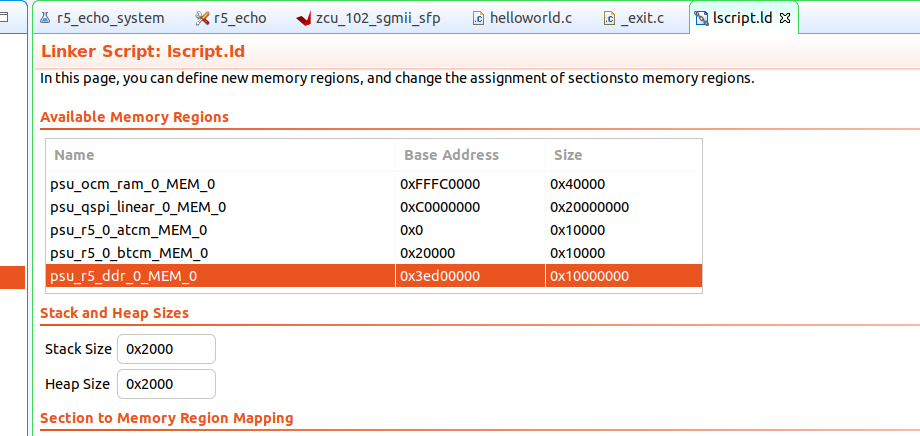 r5_echo_system r5_echo zcu_102_sgmii_sfp helloworld.c _exit.c lscript.ld
Linker Script: lscript.ld
In this page, you can define new memory regions, and change the assignment of sectionsto memory regions.
Available Memory Regions
Name Base Address Size
psu_ocm_ram_0_MEM_0 0xFFFC0000 0x40000
psu_qspi_linear_0_MEM_0 0xC0000000 0x20000000
psu_r5_0_atcm_MEM_0 0x0 0x10000
psu_r5_0_btcm_MEM_0 0x20000 0x10000
psu_r5_ddr_0_MEM_0 0x3ed00000 0x10000000
Stack and Heap Sizes
Stack Size 0x2000
Heap Size 0x2000
Section to Memory Region Mapping